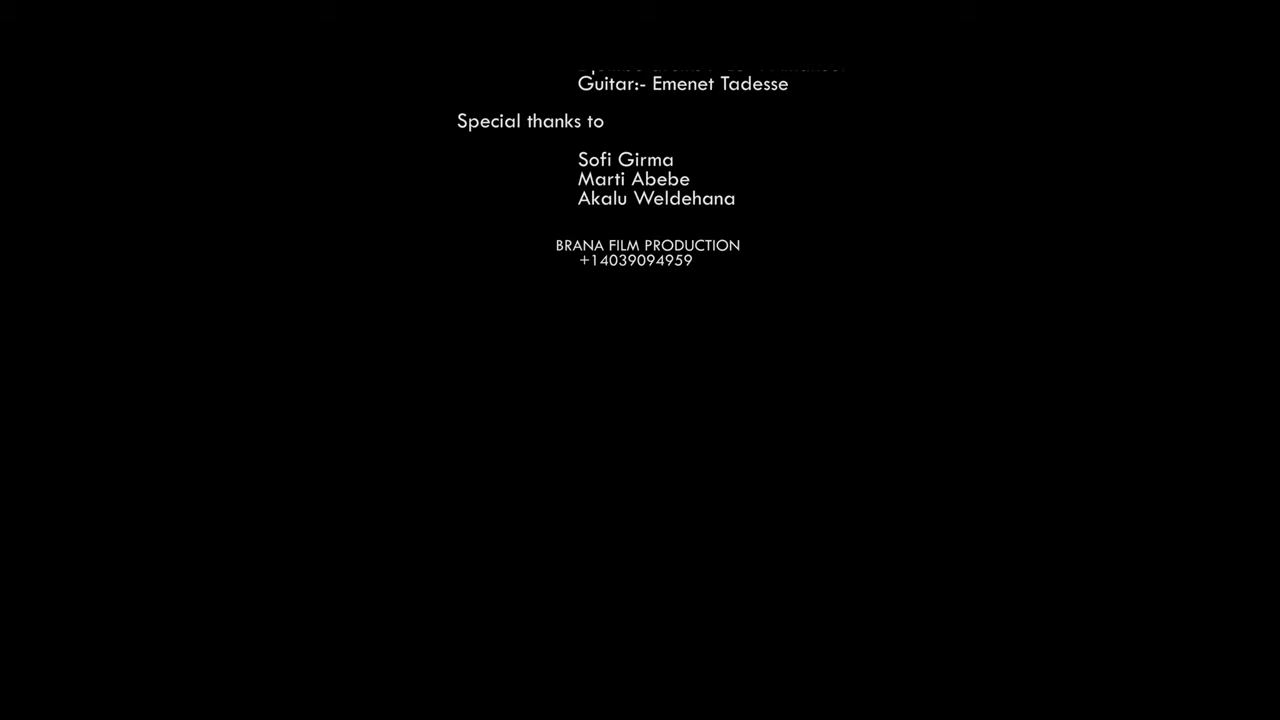 Guitar:- Emenet Tadesse
Special thanks to
Sofi Girma
Marti Abebe
Akalu Weldehana
BRANA FILM PRODUCTION
+14039094959